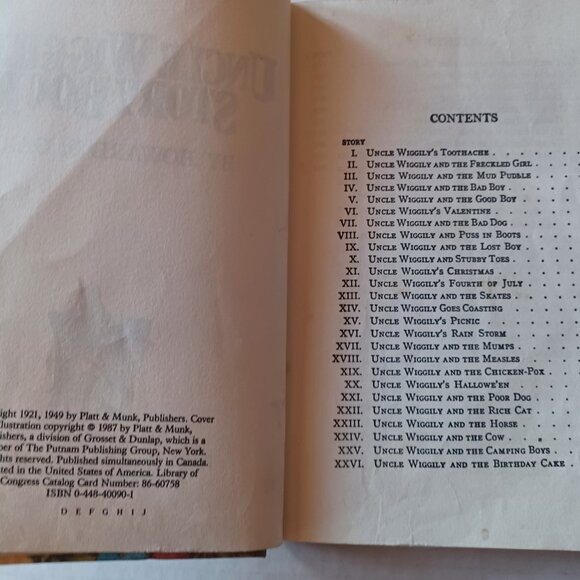 ight 1921, 1949 by Platt & Munk, Publishers. Cover
llustration copyright © 1987 by Platt & Munk,
ishers, a division of Grosset & Dunlap, which is a
ber of The Putnam Publishing Group, New York.
ights reserved. Published simultaneously in Canada.
ted in the United States of America. Library of
Congress Catalog Card Number: 86-60758
ISBN 0-448-40090-1
D E F G H I J
CONTENTS
STORY
I. UNCLE WIGGILY'S TOOTHACHE
II. UNCLE WIGGILY AND THE FRECKLED GIRL
III. UNCLE WIGGILY AND THE MUD PUDDLE
IV. UNCLE WIGGILY AND THE BAD BOY
V. UNCLE WIGGILY AND THE GOOD BOY
VI. UNCLE WIGGILY'S VALENTINE
VII. UNCLE WIGGILY AND THE BAD DOG
VIII. UNCLE WIGGILY AND PUSS IN BOOTS
IX. UNCLE WIGGILY AND THE LOST BOY
X. UNCLE WIGGILY AND STUBBY TOES
XI. UNCLE WIGGILY'S CHRISTMAS
XII. UNCLE WIGGILY'S FOURTH OF JULY
XIII. UNCLE WIGGILY AND THE SKATES
XIV. UNCLE WIGGILY GOES COASTING
XV. UNCLE WIGGILY'S PICNIC
XVI. UNCLE WIGGILY'S RAIN STORM
XVII. UNCLE WIGGILY AND THE MUMPS
XVIII. UNCLE WIGGILY AND THE MEASLES
XIX. UNCLE WIGGILY AND THE CHICKEN-POX
XX. UNCLE WIGGILY'S HALLOWE'EN
XXI. UNCLE WIGGILY AND THE POOR DOG
XXII. UNCLE WIGGILY AND THE RICH CAT
XXIII. UNCLE WIGGILY AND THE HORSE
XXIV. UNCLE WIGGILY AND THE COW
XXV. UNCLE WIGGILY AND THE CAMPING BOYS
XXVI. UNCLE WIGGILY AND THE BIRTHDAY CAKE